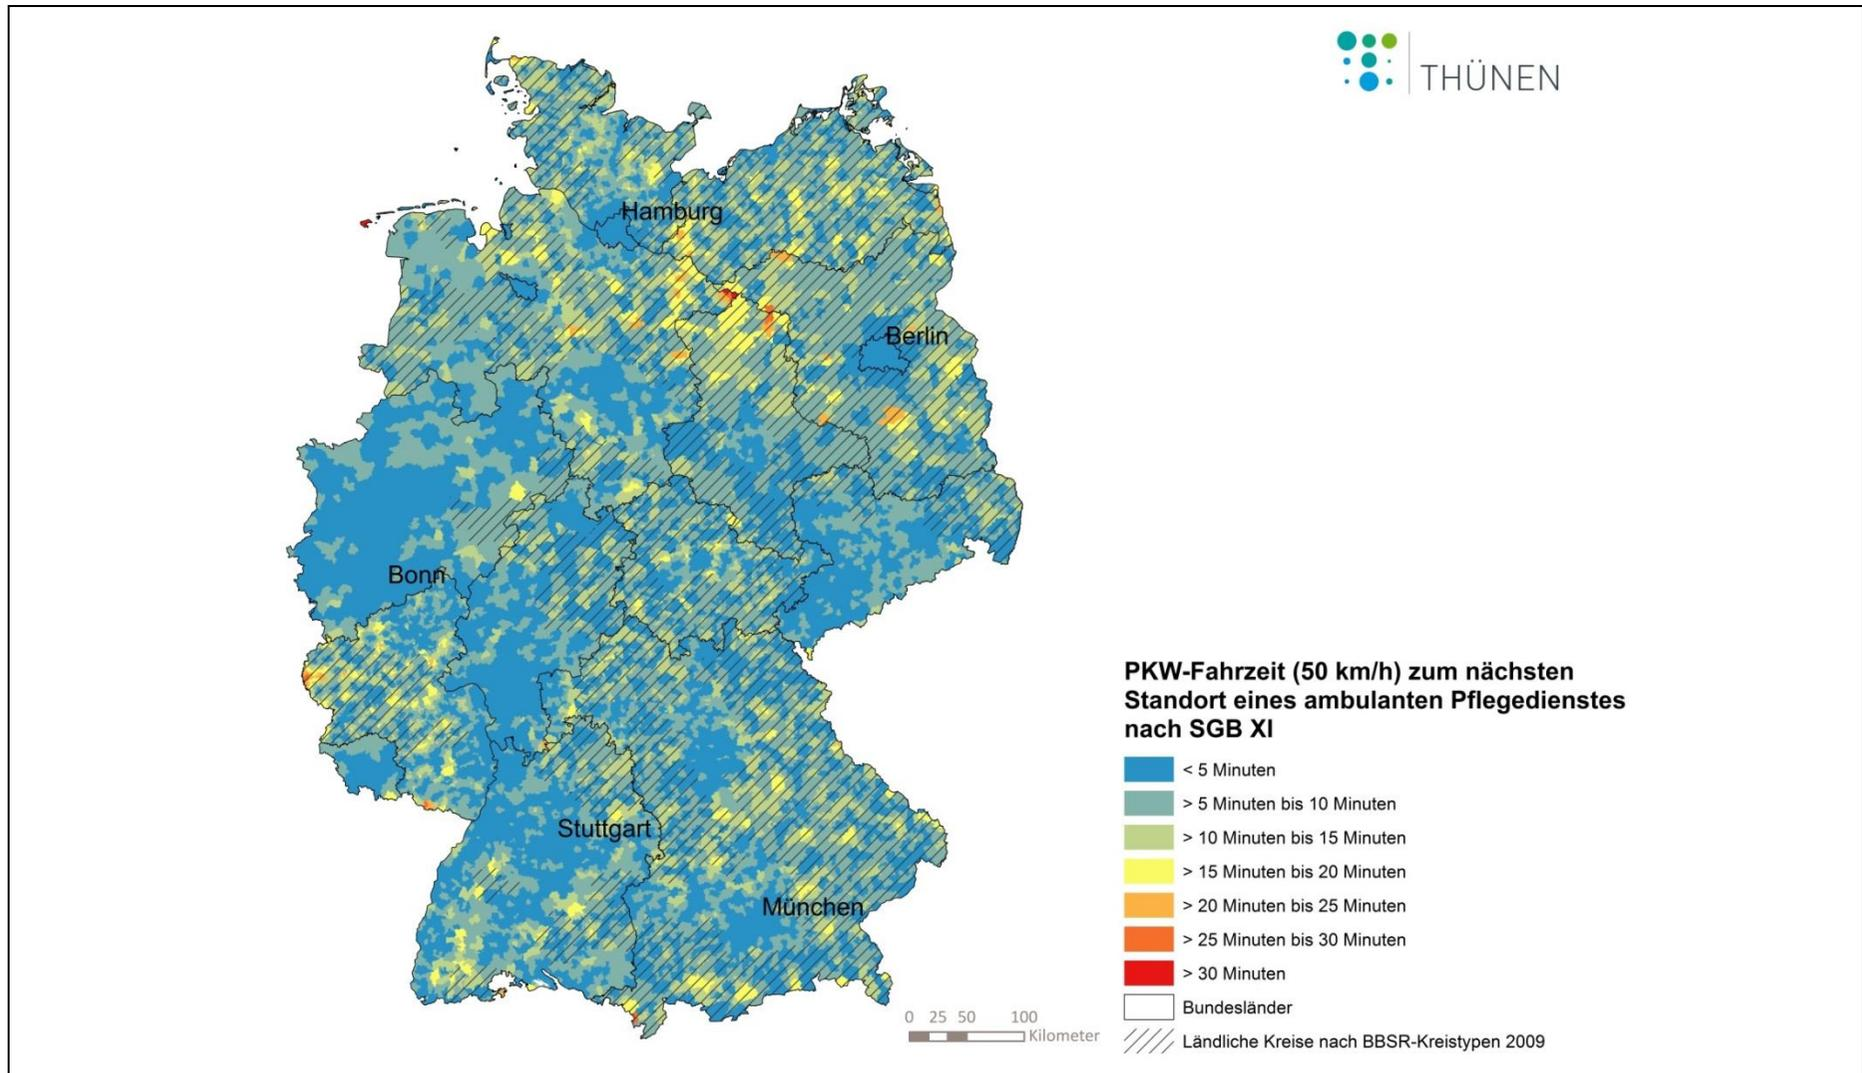 THÜNEN
Hamburg
Berlin
Bonn
Stuttgart
München
PKW-Fahrzeit (50 km/h) zum nächsten
Standort eines ambulanten Pflegedienstes
nach SGB XI
< 5 Minuten
> 5 Minuten bis 10 Minuten
> 10 Minuten bis 15 Minuten
> 15 Minuten bis 20 Minuten
> 20 Minuten bis 25 Minuten
> 25 Minuten bis 30 Minuten
> 30 Minuten
Bundesländer
Ländliche Kreise nach BBSR-Kreistypen 2009
0 25 50 100
Kilometer